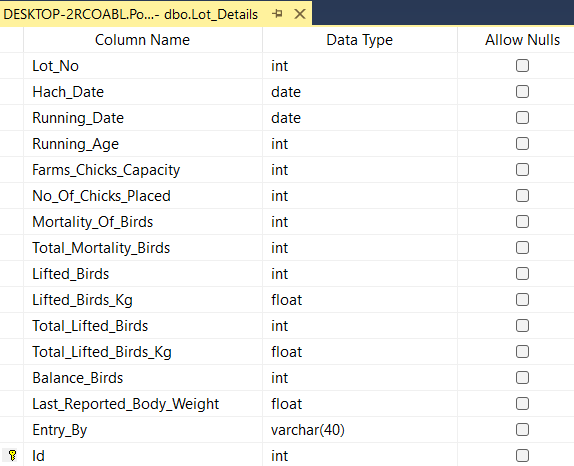 DESKTOP-2RCOABL.Po...- dbo.Lot_Details
Column Name Data Type Allow Nulls
Lot_No int
Hach_Date date
Running_Date date
Running_Age int
Farms_Chicks_Capacity int
No_Of_Chicks_Placed int
Mortality_Of_Birds int
Total_Mortality_Birds int
Lifted_Birds int
Lifted_Birds_Kg float
Total_Lifted_Birds int
Total_Lifted_Birds_Kg float
Balance_Birds int
Last_Reported_Body_Weight float
Entry_By varchar(40)
Id int